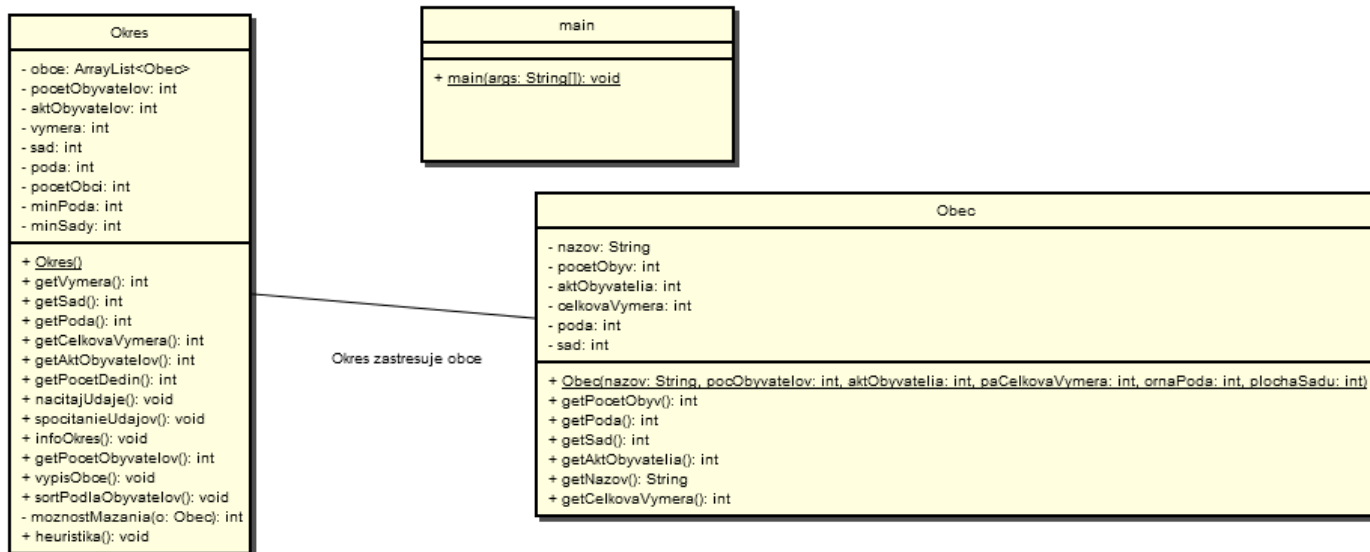 Okres
- obce: ArrayList<Obec>
- pocetObyvatelov: int
- aktObyvatelov: int
- vymera: int
- sad: int
- poda: int
- pocetObci: int
- minPoda: int
- minSady: int
+ Okres()
+ getVymera(): int
+ getSad(): int
+ getPoda(): int
+ getCelkovaVymera(): int
+ getAktObyvatelov(): int
+ getPocetDedin(): int
+ nacitajUdaje(): void
+ spocitanieUdajov(): void
+ infoOkres(): void
+ getPocetObyvatelov(): int
+ vypisObce(): void
+ sortPodlaObyvatelov(): void
- moznostMazania(o: Obec): int
+ heuristika(): void
main
+ main(args: String[]): void
Okres zastresuje obce
Obec
- nazov: String
- pocetObyv: int
- aktObyvatelia: int
- celkovaVymera: int
- poda: int
- sad: int
+ Obec(nazov: String, pocObyvatelov: int, aktObyvatelia: int, paCelkovaVymera: int, ornaPoda: int, plochaSadu: int)
+ getPocetObyv(): int
+ getPoda(): int
+ getSad(): int
+ getAktObyvatelia(): int
+ getNazov(): String
+ getCelkovaVymera(): int